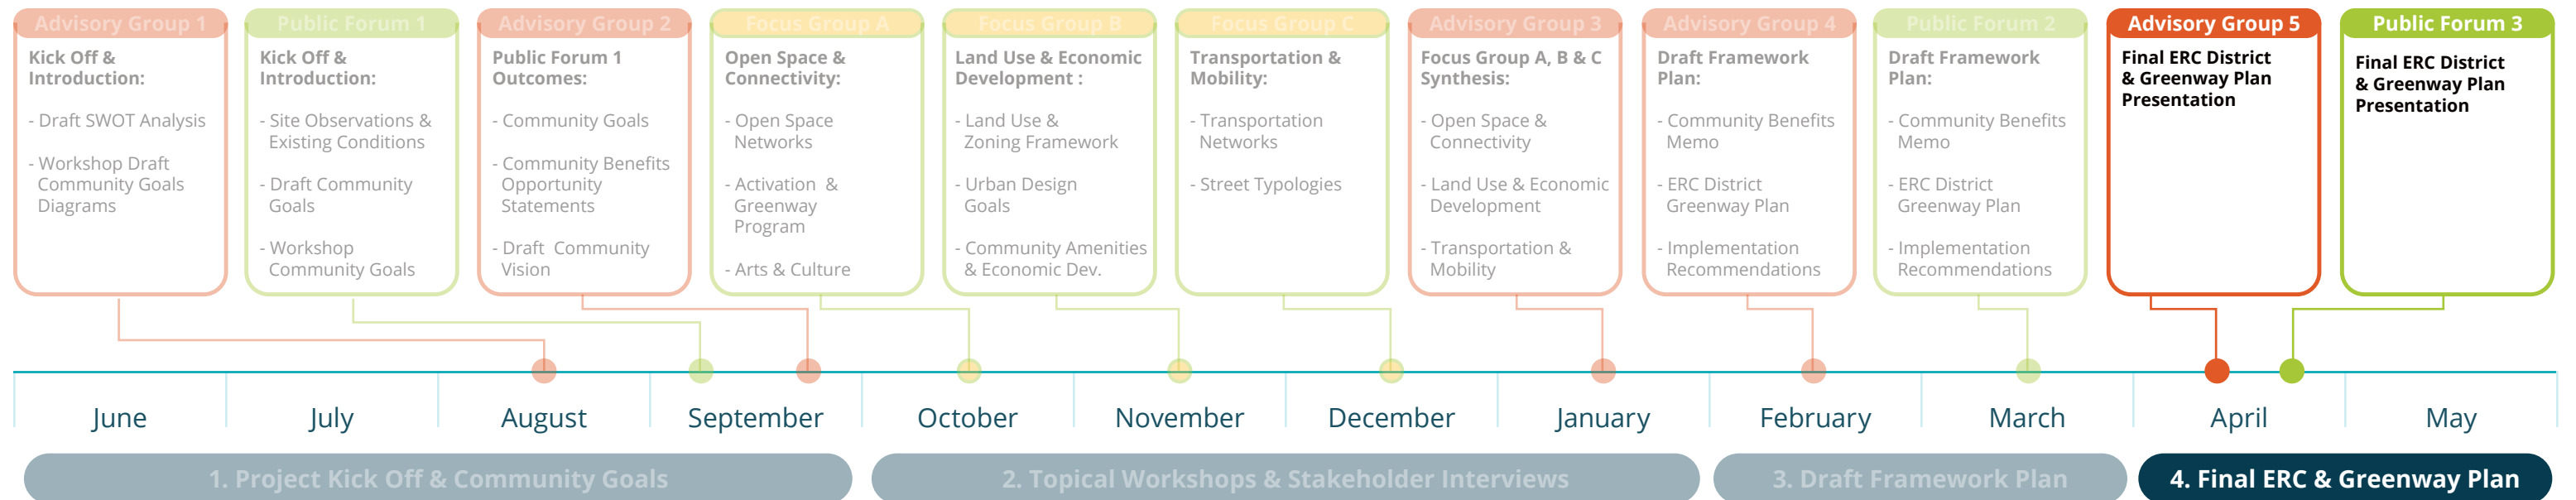 Advisory Group 1
Kick Off &
Introduction:
- Draft SWOT Analysis
- Workshop Draft
Community Goals
Diagrams
Public Forum 1
Kick Off &
Introduction:
- Site Observations &
Existing Conditions
- Draft Community
Goals
- Workshop
Community Goals
Advisory Group 2
Public Forum 1
Outcomes:
- Community Goals
- Community Benefits
Opportunity
Statements
- Draft Community
Vision
Focus Group A
Open Space &
Connectivity:
- Open Space
Networks
- Activation &
Greenway
Program
- Arts & Culture
Focus Group B
Land Use & Economic
Development :
- Land Use &
Zoning Framework
- Urban Design
Goals
- Community Amenities
& Economic Dev.
Focus Group C
Transportation &
Mobility:
- Transportation
Networks
- Street Typologies
Advisory Group 3
Focus Group A, B & C
Synthesis:
- Open Space &
Connectivity
- Land Use & Economic
Development
- Transportation &
Mobility
Advisory Group 4
Draft Framework
Plan:
- Community Benefits
Memo
- ERC District
Greenway Plan
- Implementation
Recommendations
Public Forum 2
Draft Framework
Plan:
- Community Benefits
Memo
- ERC District
Greenway Plan
- Implementation
Recommendations
Advisory Group 5
Final ERC District
& Greenway Plan
Presentation
Public Forum 3
Final ERC District
& Greenway Plan
Presentation
June
July
August
September
October
November
December
January
February
March
April
May
1. Project Kick Off & Community Goals
2. Topical Workshops & Stakeholder Interviews
3. Draft Framework Plan
4. Final ERC & Greenway Plan